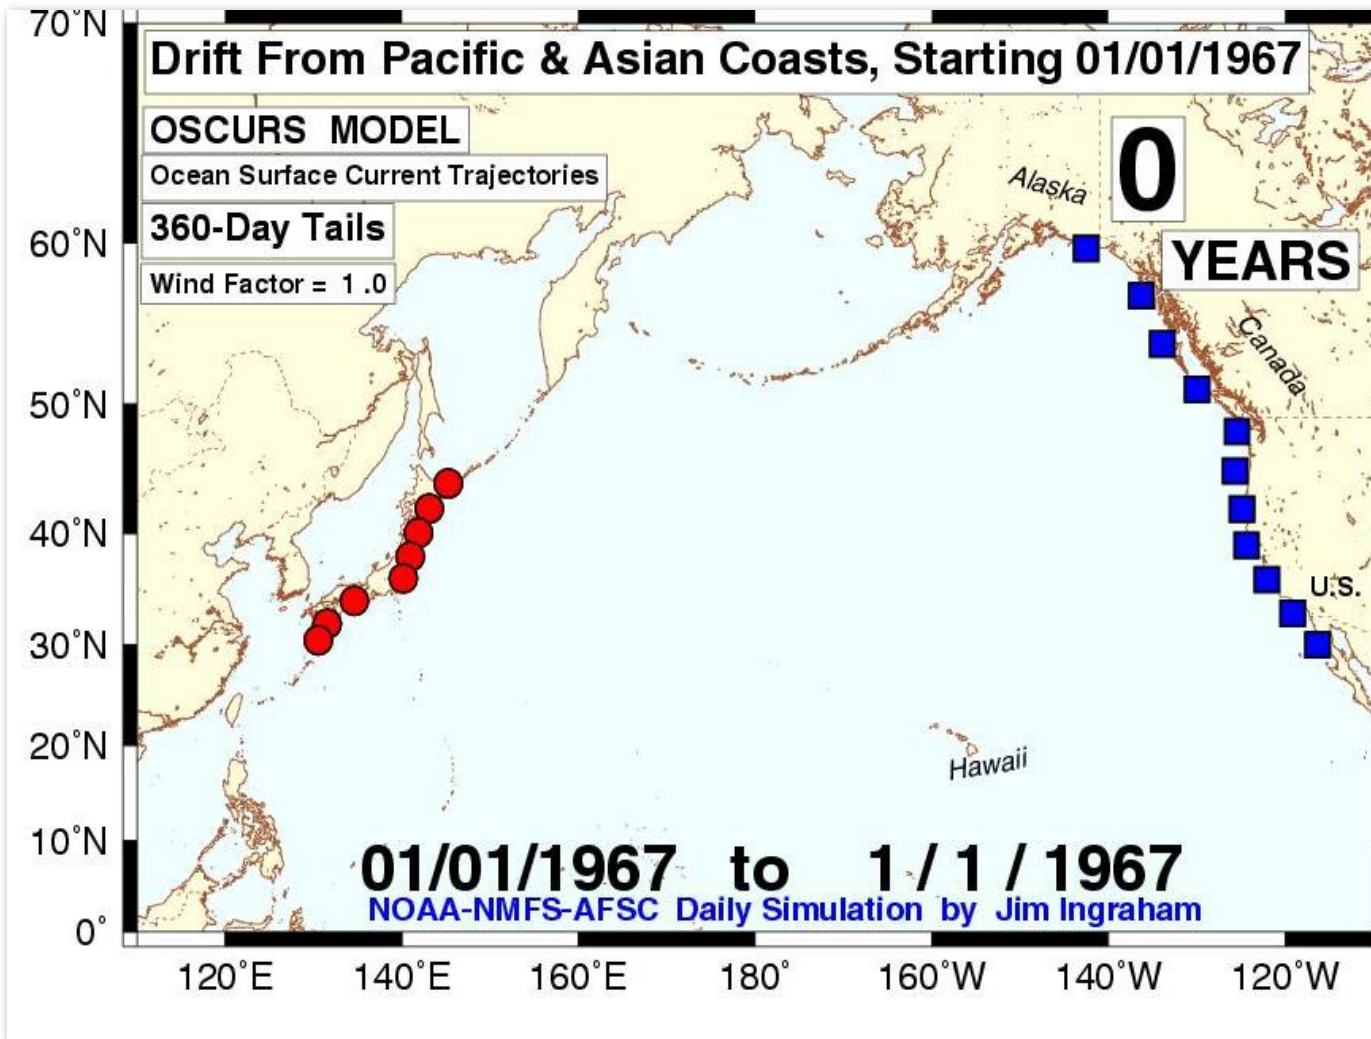 70°N
Drift From Pacific & Asian Coasts, Starting 01/01/1967
OSCURS MODEL
Ocean Surface Current Trajectories
360-Day Tails
Wind Factor = 1 .0
0
YEARS
Alaska
Canada
U.S.
Hawaii
60°N
50°N
40°N
30°N
20°N
10°N
0°
01/01/1967 to 1 / 1 / 1967
NOAA-NMFS-AFSC Daily Simulation by Jim Ingraham
120°E 140°E 160°E 180° 160°W 140°W 120°W